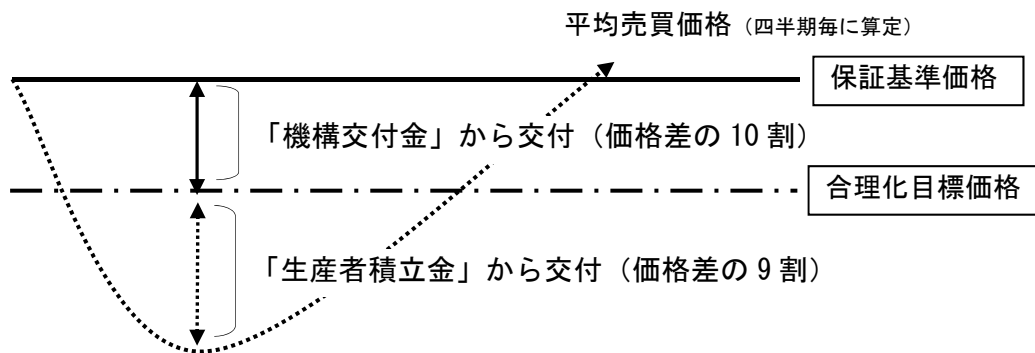 平均売買価格（四半期毎に算定）
保証基準価格
「機構交付金」から交付（価格差の 10 割）
合理化目標価格
「生産者積立金」から交付（価格差の 9 割）